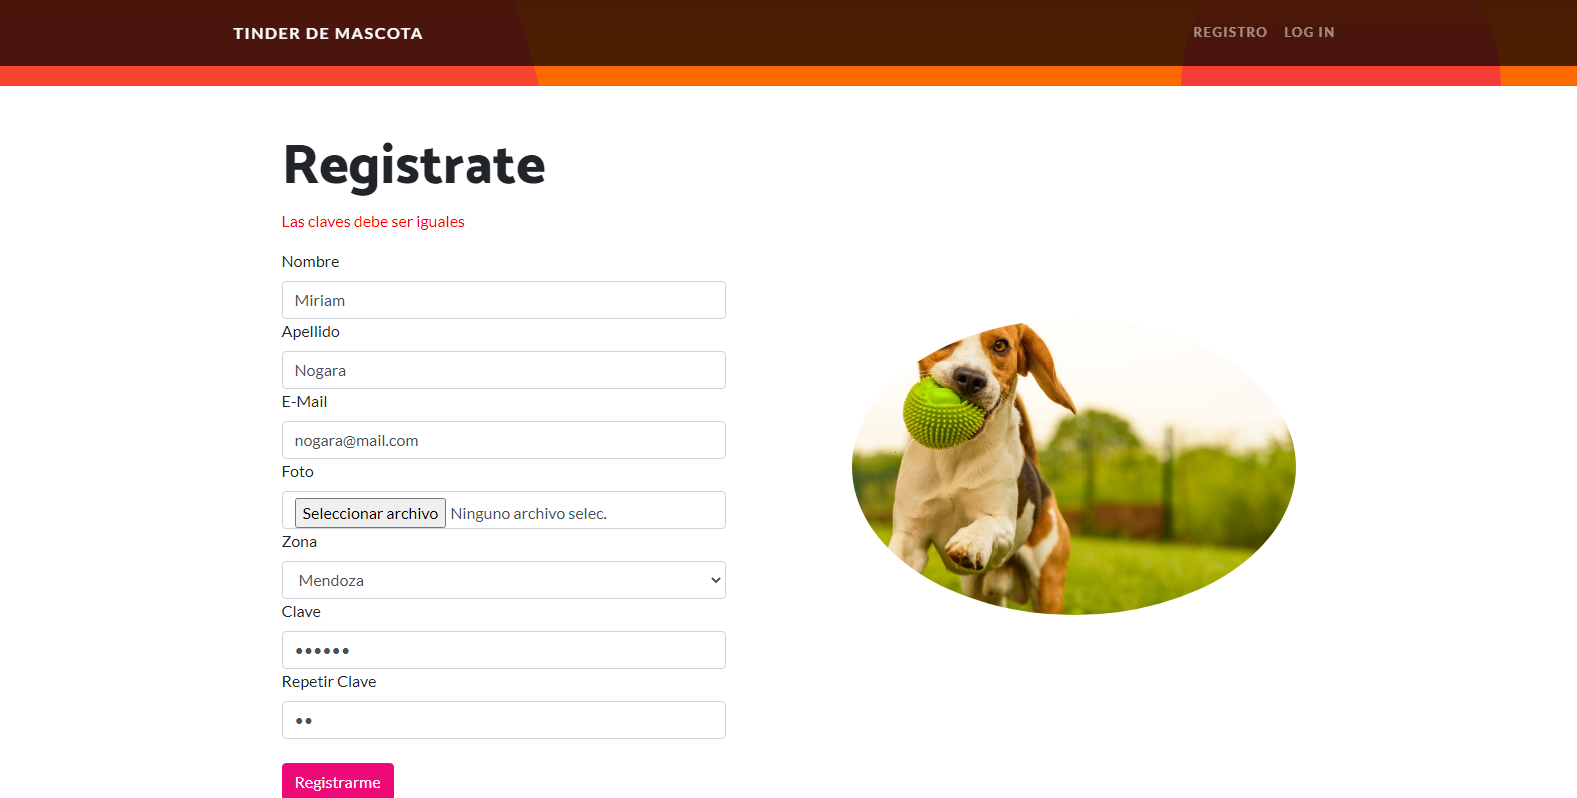 TINDER DE MASCOTA
REGISTRO LOG IN
Registrate
Las claves debe ser iguales
Nombre
Miriam
Apellido
Nogara
E-Mail
nogara@mail.com
Foto
Seleccionar archivo Ninguno archivo selec.
Zona
Mendoza
Clave
••••••
Repetir Clave
••
Registrarme